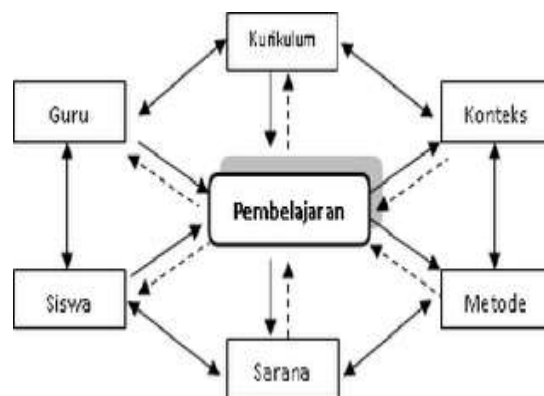 Kurikulum
Guru
Konteks
Pembelajaran
Siswa
Metode
Sarana